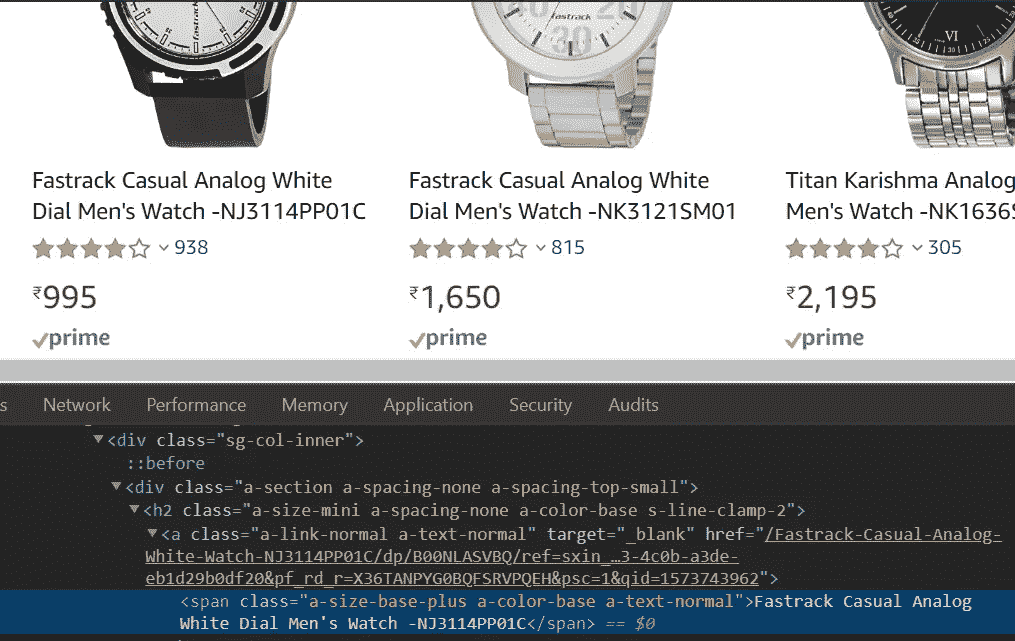 fastrack
fastrack
30
VI
Fastrack Casual Analog White
Dial Men's Watch -NJ3114PP01C
938
₹995
prime
Fastrack Casual Analog White
Dial Men's Watch -NK3121SM01
815
₹1,650
prime
Titan Karishma Analog
Men's Watch -NK1636S
305
₹2,195
prime
s Network Performance Memory Application Security Audits
<div class="sg-col-inner">
::before
<div class="a-section a-spacing-none a-spacing-top-small">
<h2 class="a-size-mini a-spacing-none a-color-base s-line-clamp-2">
<a class="a-link-normal a-text-normal" target="_blank" href="/Fastrack-Casual-Analog-
White-Watch-NJ3114PP01C/dp/B00NLASVBQ/ref=sxin_…3-4c0b-a3de-
eb1d29b0df20&pf_rd_r=X36TANPYG0BQFSRVPQEH&psc=1&qid=1573743962">
<span class="a-size-base-plus a-color-base a-text-normal">Fastrack Casual Analog
White Dial Men's Watch -NJ3114PP01C</span> == $0